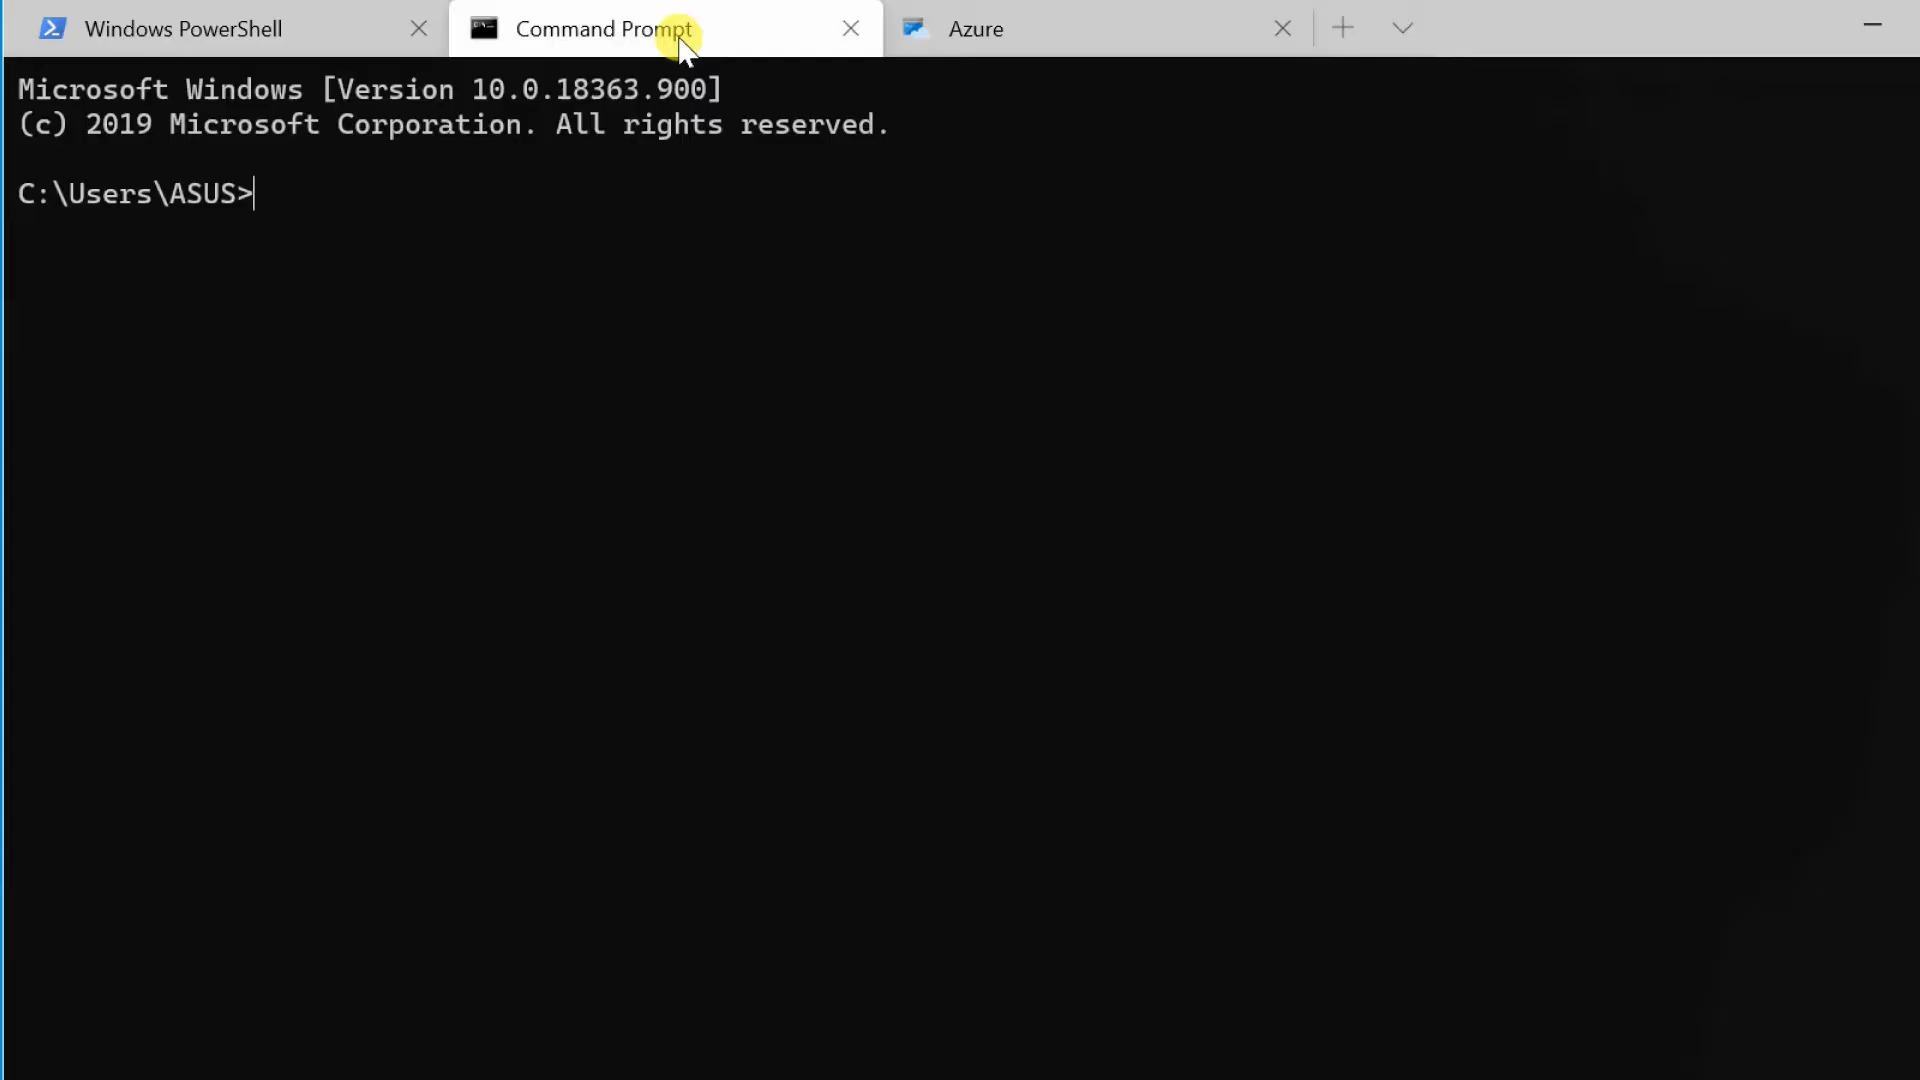 Windows PowerShell
Command Prompt
Azure
Microsoft Windows [Version 10.0.18363.900]
(c) 2019 Microsoft Corporation. All rights reserved.
C:\Users\ASUS>